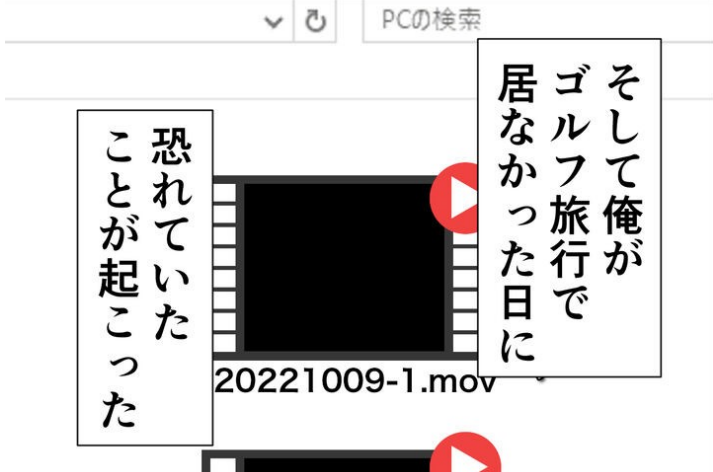 PCの検索
そして俺が
ゴルフ旅行で
居なかった日に
恐れていた
ことが起こった
20221009-1.mov